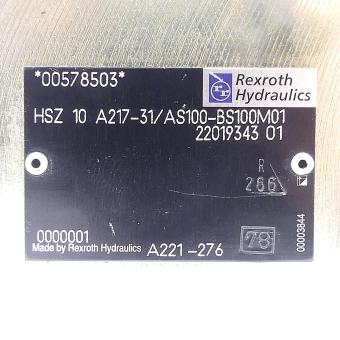 *00578503*
Rexroth
Hydraulics
HSZ 10 A217-31/AS100-BS100M01
22019343 01
R
266
0000001
Made by Rexroth Hydraulics
A221-276
78
00003844